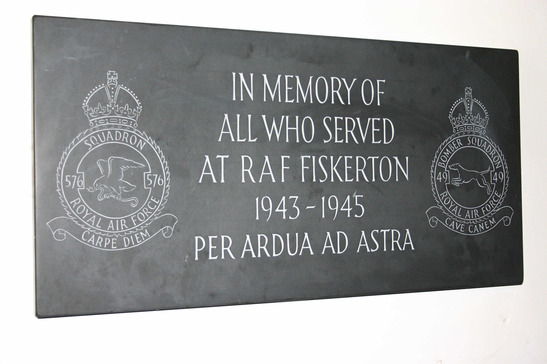 IN MEMORY OF
ALL WHO SERVED
AT RAF FISKERTON
1943-1945
PER ARDUA AD ASTRA
SQUADRON
576 576
ROYAL AIR FORCE
CARPE DIEM
BOMBER SQUADRON
49 49
ROYAL AIR FORCE
CAVE CANEM